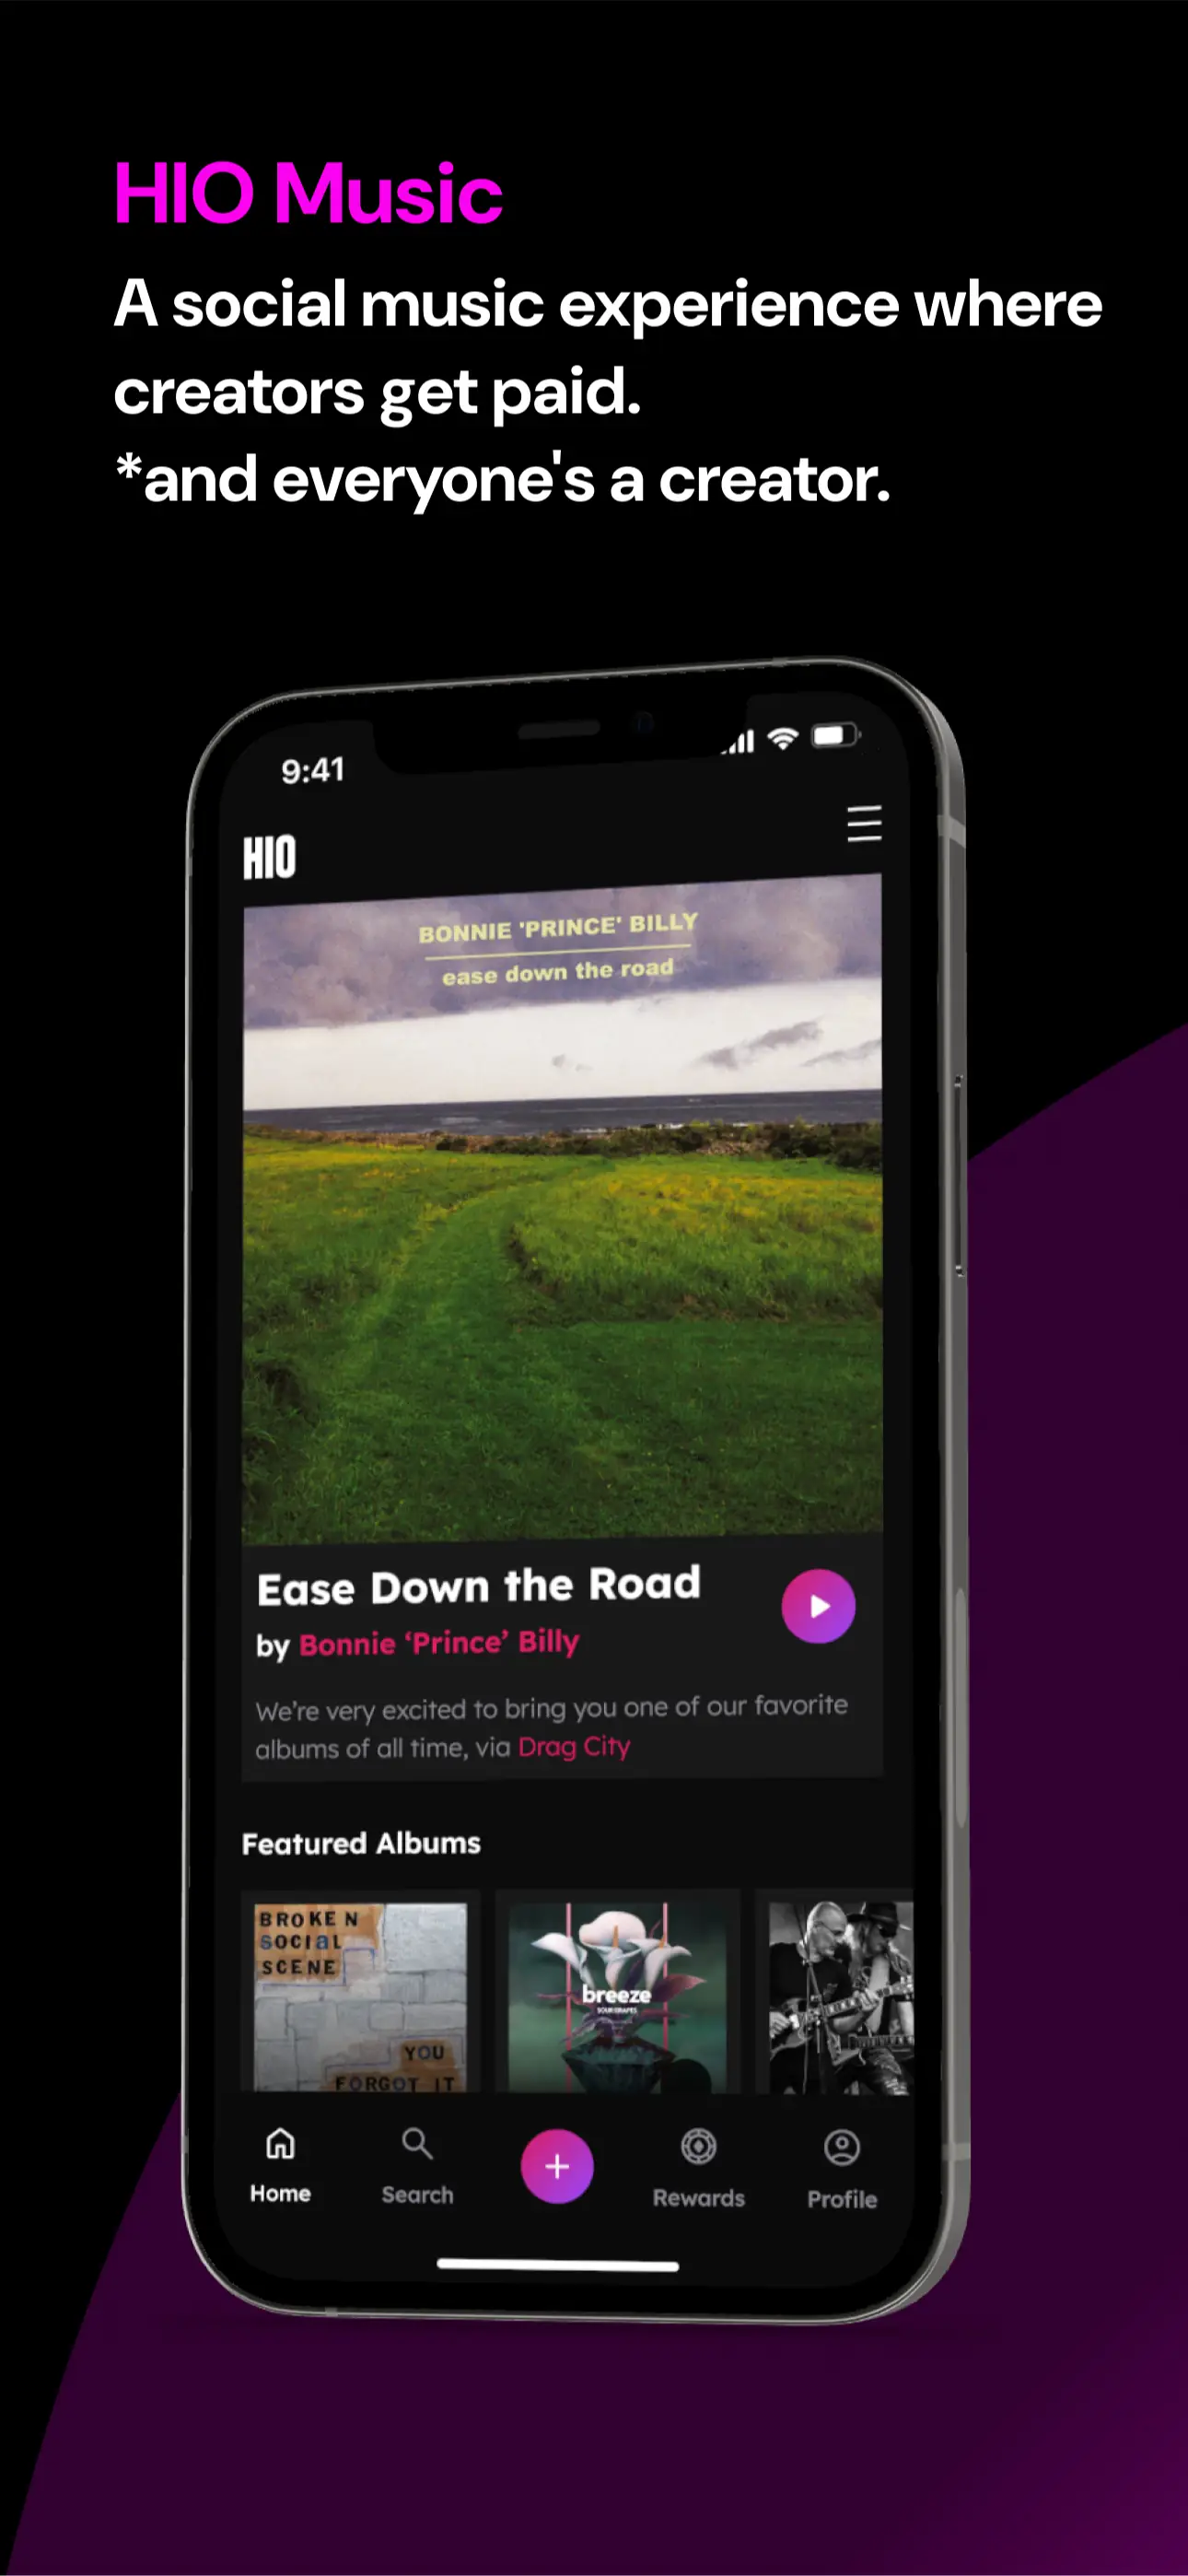 HIO Music
A social music experience where
creators get paid.
*and everyone's a creator.
9:41
HIO
BONNIE 'PRINCE' BILLY
ease down the road
Ease Down the Road
by Bonnie ‘Prince’ Billy
We’re very excited to bring you one of our favorite
albums of all time, via Drag City
Featured Albums
BROKEN
SOCIaL
SCENE
YOU
FORGOT IT
breeze
SOUR GRAPES
Home
Search
Rewards
Profile